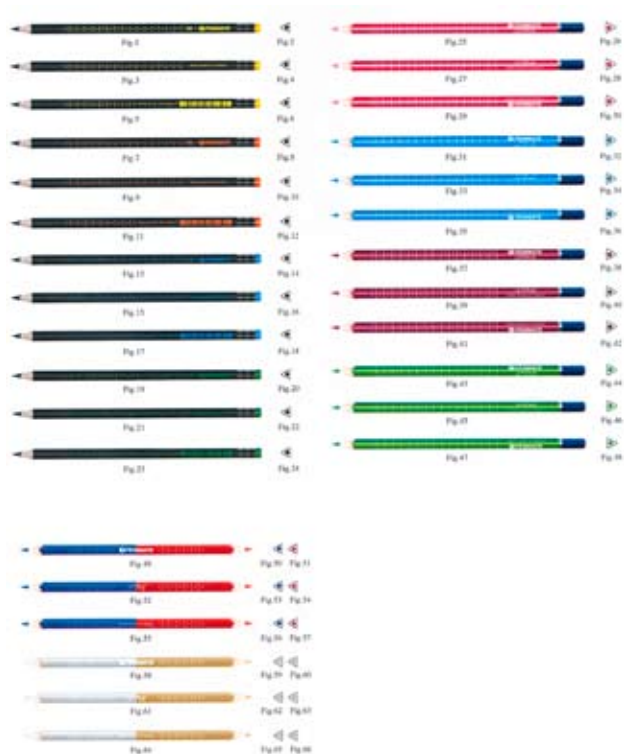 Fig.1 Fig.2
Fig.3 Fig.4
Fig.5 Fig.6
Fig.7 Fig.8
Fig.9 Fig.10
Fig.11 Fig.12
Fig.13 Fig.14
Fig.15 Fig.16
Fig.17 Fig.18
Fig.19 Fig.20
Fig.21 Fig.22
Fig.23 Fig.24
Fig.25 Fig.26
Fig.27 Fig.28
Fig.29 Fig.30
Fig.31 Fig.32
Fig.33 Fig.34
Fig.35 Fig.36
Fig.37 Fig.38
Fig.39 Fig.40
Fig.41 Fig.42
Fig.43 Fig.44
Fig.45 Fig.46
Fig.47 Fig.48
Fig.49 Fig.50 Fig.51
Fig.52 Fig.53 Fig.54
Fig.55 Fig.56 Fig.57
Fig.58 Fig.59 Fig.60
Fig.61 Fig.62 Fig.63
Fig.64 Fig.65 Fig.66